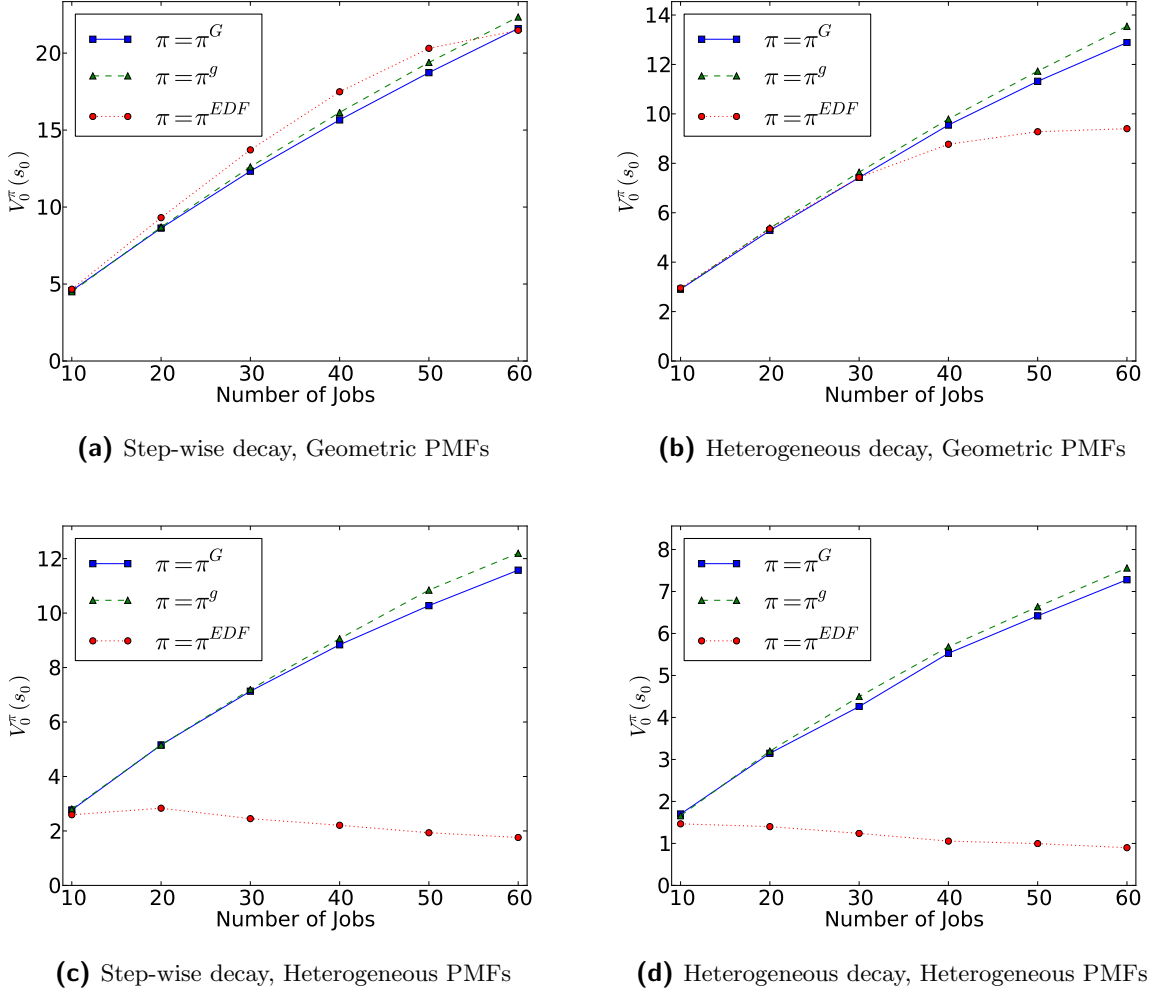 20
15
10
5
0
V_0^π(s_0)
π=π^G
π=π^g
π=π^EDF
10 20 30 40 50 60
Number of Jobs
(a) Step-wise decay, Geometric PMFs
14
12
10
8
6
4
2
0
V_0^π(s_0)
π=π^G
π=π^g
π=π^EDF
10 20 30 40 50 60
Number of Jobs
(b) Heterogeneous decay, Geometric PMFs
12
10
8
6
4
2
0
V_0^π(s_0)
π=π^G
π=π^g
π=π^EDF
10 20 30 40 50 60
Number of Jobs
(c) Step-wise decay, Heterogeneous PMFs
8
7
6
5
4
3
2
1
0
V_0^π(s_0)
π=π^G
π=π^g
π=π^EDF
10 20 30 40 50 60
Number of Jobs
(d) Heterogeneous decay, Heterogeneous PMFs